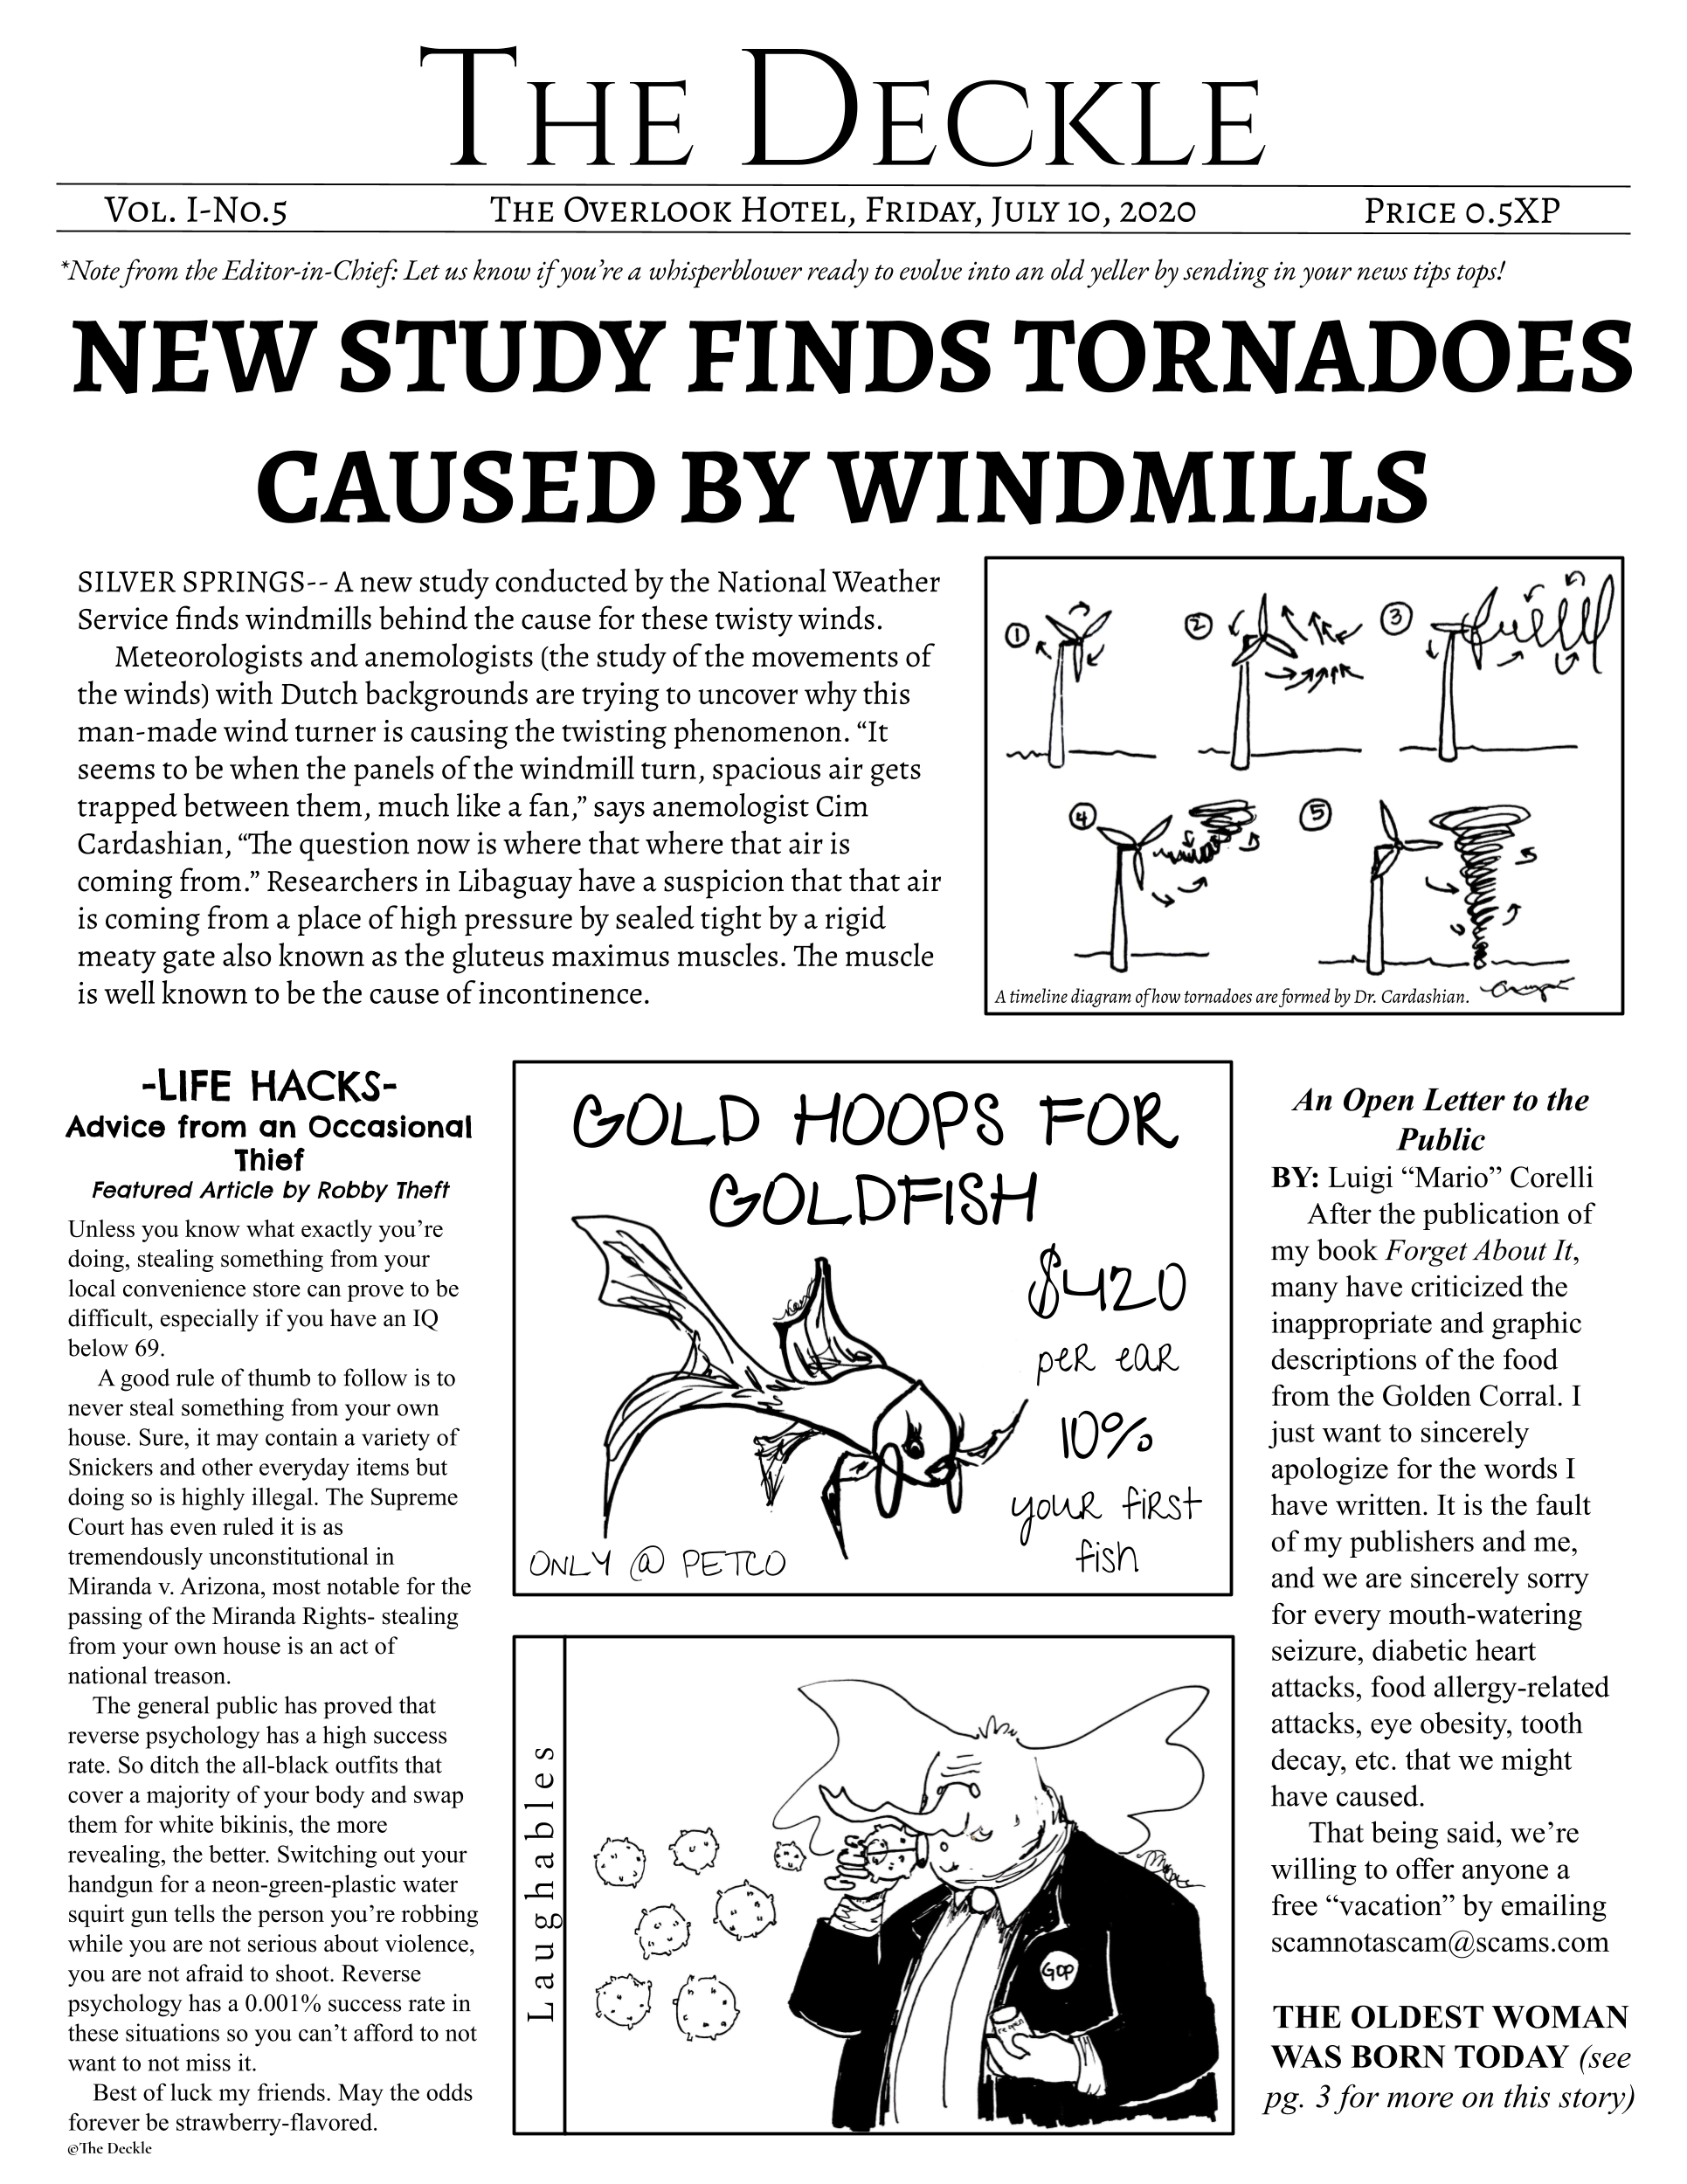 THE DECKLE
VOL. I-NO.5
THE OVERLOOK HOTEL, FRIDAY, JULY 10, 2020
PRICE 0.5XP
*Note from the Editor-in-Chief: Let us know if you're a whisperblower ready to evolve into an old yeller by sending in your news tips tops!
NEW STUDY FINDS TORNADOES
CAUSED BY WINDMILLS
SILVER SPRINGS-- A new study conducted by the National Weather
Service finds windmills behind the cause for these twisty winds.
Meteorologists and anemologists (the study of the movements of
the winds) with Dutch backgrounds are trying to uncover why this
man-made wind turner is causing the twisting phenomenon. “It
seems to be when the panels of the windmill turn, spacious air gets
trapped between them, much like a fan,” says anemologist Cim
Cardashian, “The question now is where that where that air is
coming from.” Researchers in Libaguay have a suspicion that that air
is coming from a place of high pressure by sealed tight by a rigid
meaty gate also known as the gluteus maximus muscles. The muscle
is well known to be the cause of incontinence.
1
2
3
4
5
A timeline diagram of how tornadoes are formed by Dr. Cardashian.
-LIFE HACKS-
Advice from an Occasional
Thief
Featured Article by Robby Theft
Unless you know what exactly you're
doing, stealing something from your
local convenience store can prove to be
difficult, especially if you have an IQ
below 69.
A good rule of thumb to follow is to
never steal something from your own
house. Sure, it may contain a variety of
Snickers and other everyday items but
doing so is highly illegal. The Supreme
Court has even ruled it is as
tremendously unconstitutional in
Miranda v. Arizona, most notable for the
passing of the Miranda Rights- stealing
from your own house is an act of
national treason.
The general public has proved that
reverse psychology has a high success
rate. So ditch the all-black outfits that
cover a majority of your body and swap
them for white bikinis, the more
revealing, the better. Switching out your
handgun for a neon-green-plastic water
squirt gun tells the person you're robbing
while you are not serious about violence,
you are not afraid to shoot. Reverse
psychology has a 0.001% success rate in
these situations so you can't afford to not
want to not miss it.
Best of luck my friends. May the odds
forever be strawberry-flavored.
@The Deckle
GOLD HOOPS FOR
GOLDFISH
$420
per ear
10%
your first
fish
ONLY @ PETCO
Laughables
GOP
reopen
An Open Letter to the
Public
BY: Luigi “Mario” Corelli
After the publication of
my book Forget About It,
many have criticized the
inappropriate and graphic
descriptions of the food
from the Golden Corral. I
just want to sincerely
apologize for the words I
have written. It is the fault
of my publishers and me,
and we are sincerely sorry
for every mouth-watering
seizure, diabetic heart
attacks, food allergy-related
attacks, eye obesity, tooth
decay, etc. that we might
have caused.
That being said, we're
willing to offer anyone a
free “vacation” by emailing
scamnotascam@scams.com
THE OLDEST WOMAN
WAS BORN TODAY (see
pg. 3 for more on this story)